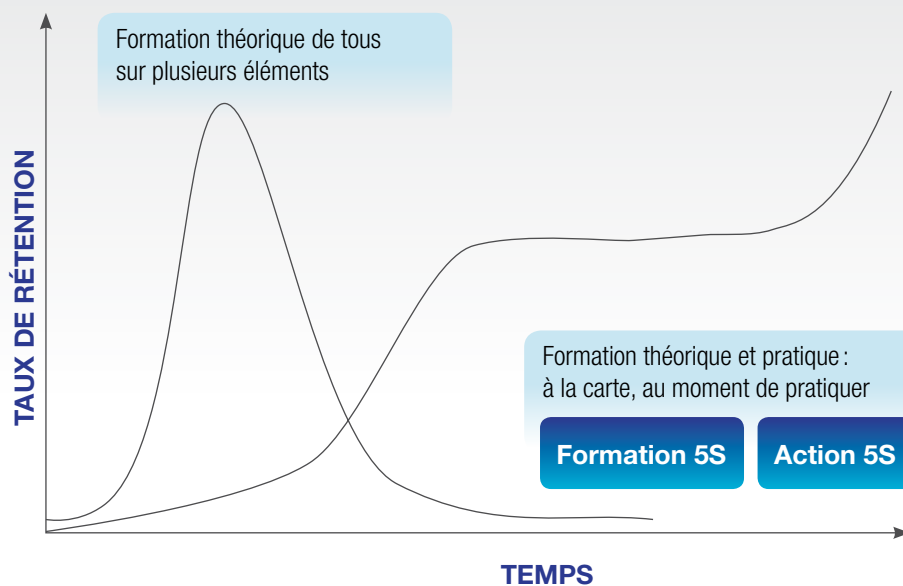 Formation théorique de tous
sur plusieurs éléments
TAUX DE RÉTENTION
Formation théorique et pratique :
à la carte, au moment de pratiquer
Formation 5S
Action 5S
TEMPS